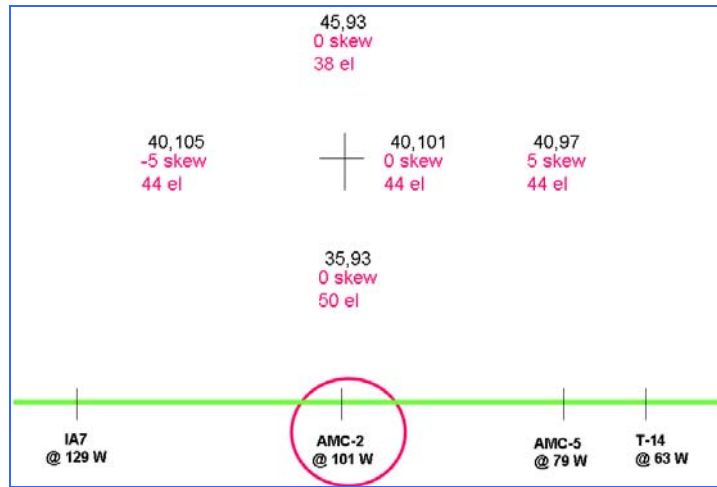 45,93
0 skew
38 el
40,105
-5 skew
44 el
40,101
0 skew
44 el
40,97
5 skew
44 el
35,93
0 skew
50 el
IA7
@ 129 W
AMC-2
@ 101 W
AMC-5
@ 79 W
T-14
@ 63 W